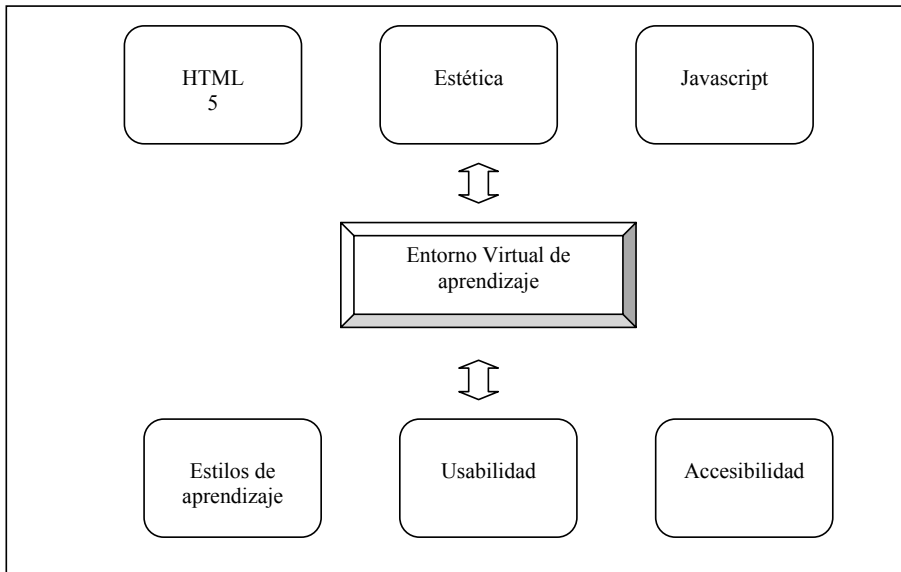 HTML
5
Estética
Javascript
Entorno Virtual de
aprendizaje
Estilos de
aprendizaje
Usabilidad
Accesibilidad